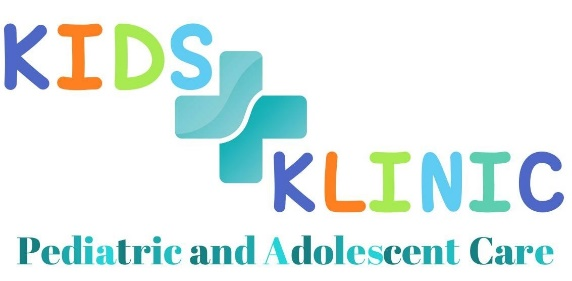 KIDS
KLINIC
Pediatric and Adolescent Care